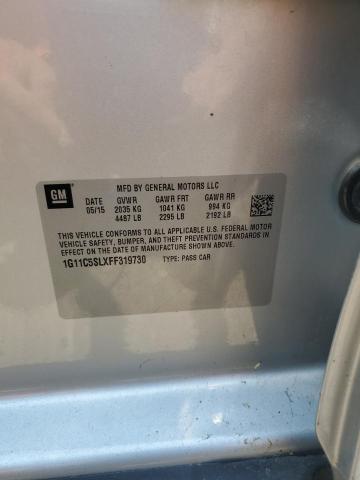 GM
MFD BY GENERAL MOTORS LLC
DATE GVWR GAWR FRT GAWR RR
05/15 2035 KG 1041 KG 994 KG
4487 LB 2295 LB 2192 LB
THIS VEHICLE CONFORMS TO ALL APPLICABLE U.S. FEDERAL MOTOR
VEHICLE SAFETY, BUMPER, AND THEFT PREVENTION STANDARDS
IN EFFECT ON THE DATE OF MANUFACTURE SHOWN ABOVE.
1G11C5SLXFF319730 TYPE: PASS CAR